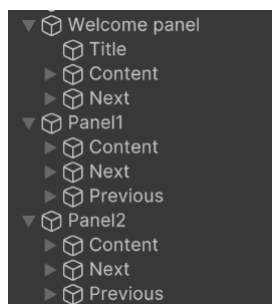 Welcome panel
Title
Content
Next
Panel1
Content
Next
Previous
Panel2
Content
Next
Previous